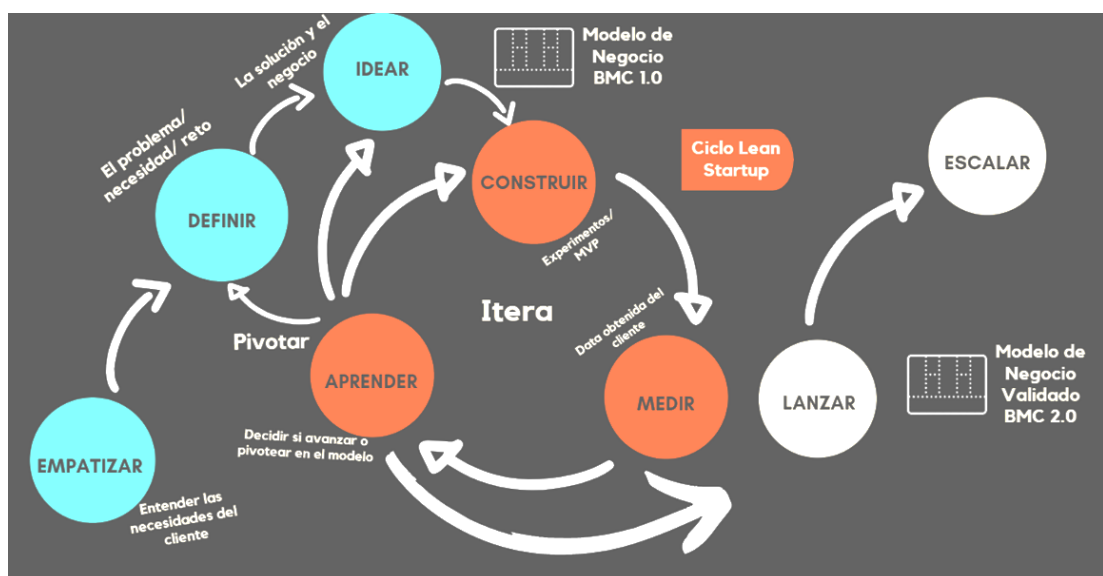 La solución y el
negocio
IDEAR
Modelo de
Negocio
BMC 1.0
El problema/
necesidad/ reto
DEFINIR
CONSTRUIR
Experimentos/
MVP
Ciclo Lean
Startup
ESCALAR
Itera
Pivotar
Data obtenida del
cliente
APRENDER
Decidir si avanzar o
pivotear en el modelo
MEDIR
LANZAR
Modelo de
Negocio
Validado
BMC 2.0
EMPATIZAR
Entender las
necesidades del
cliente